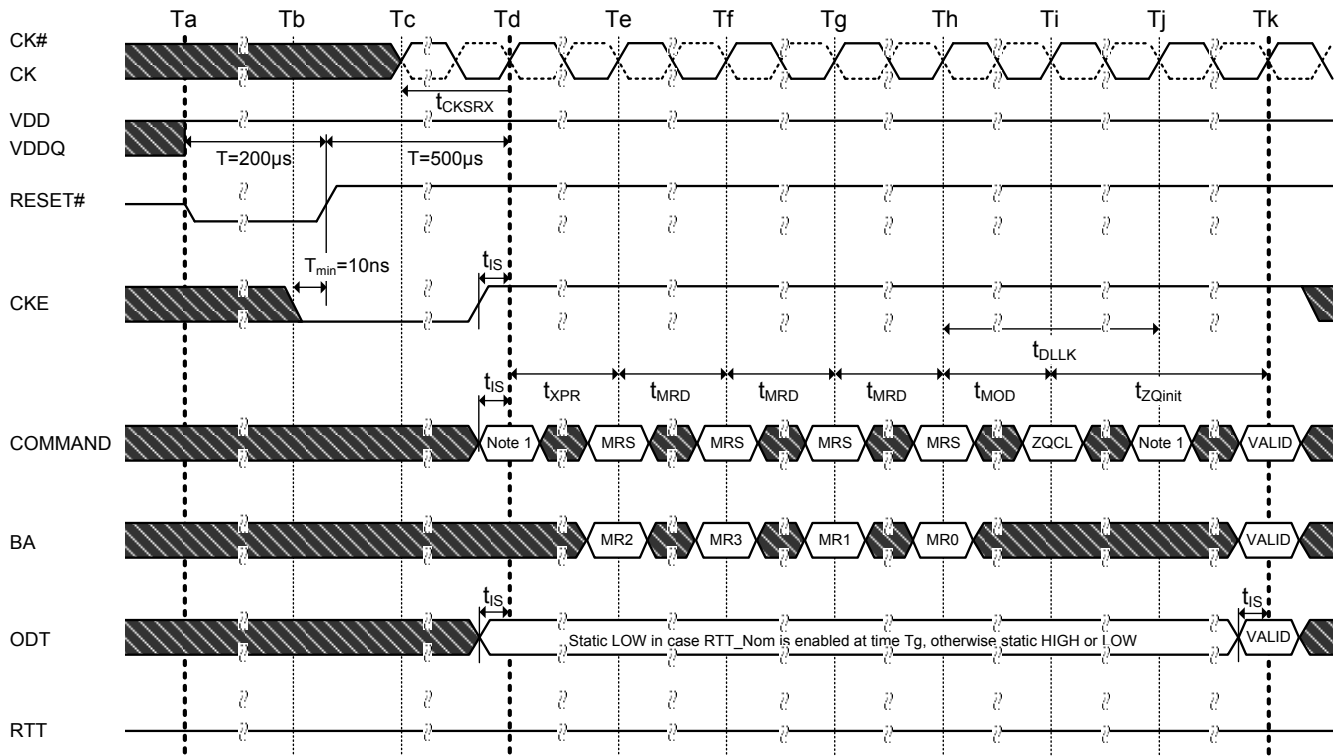 Ta Tb Tc Td Te Tf Tg Th Ti Tj Tk
CK#
CK
tCKSRX
VDD
VDDQ
T=200µs T=500µs
RESET#
Tmin=10ns tIS
CKE
tDLLK
tIS tXPR tMRD tMRD tMRD tMOD tZQinit
COMMAND Note 1 MRS MRS MRS MRS ZQCL Note 1 VALID
BA MR2 MR3 MR1 MR0 VALID
tIS tIS
ODT Static LOW in case RTT_Nom is enabled at time Tg, otherwise static HIGH or LOW VALID
RTT